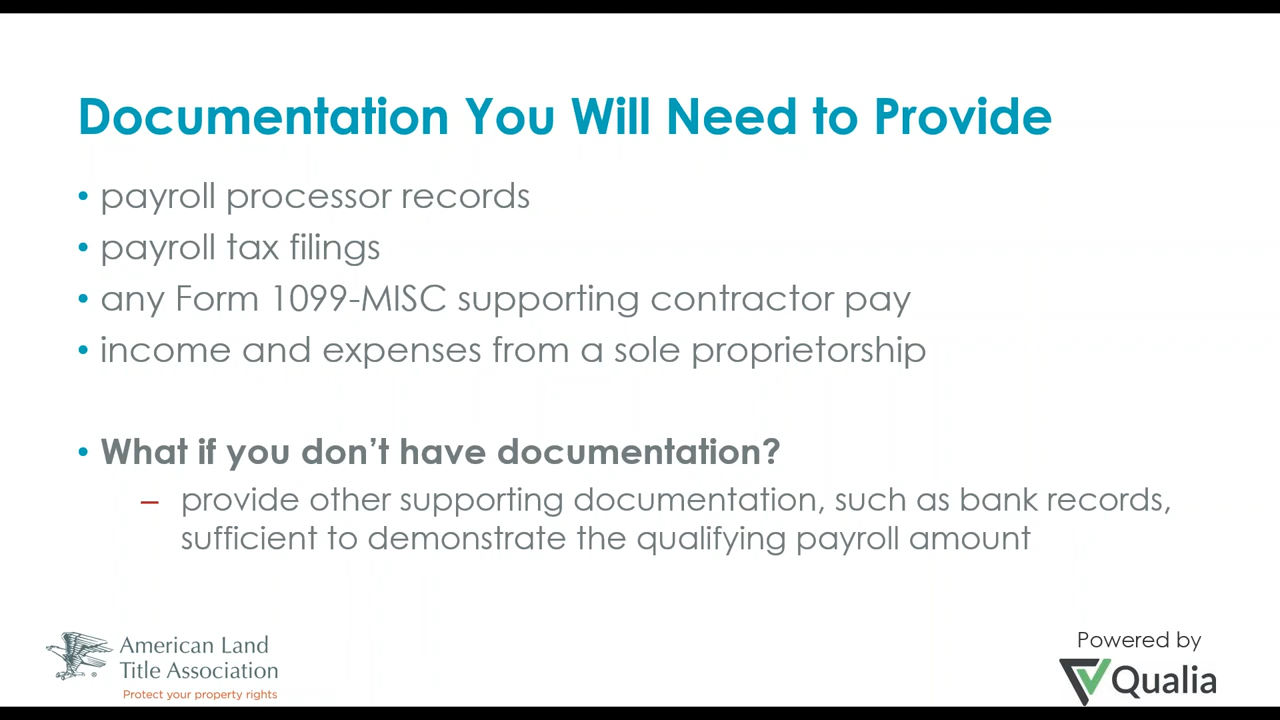 Documentation You Will Need to Provide
• payroll processor records
• payroll tax filings
• any Form 1099-MISC supporting contractor pay
• income and expenses from a sole proprietorship
• What if you don’t have documentation?
– provide other supporting documentation, such as bank records,
sufficient to demonstrate the qualifying payroll amount
American Land
Title Association
®
Protect your property rights
Powered by
Qualia